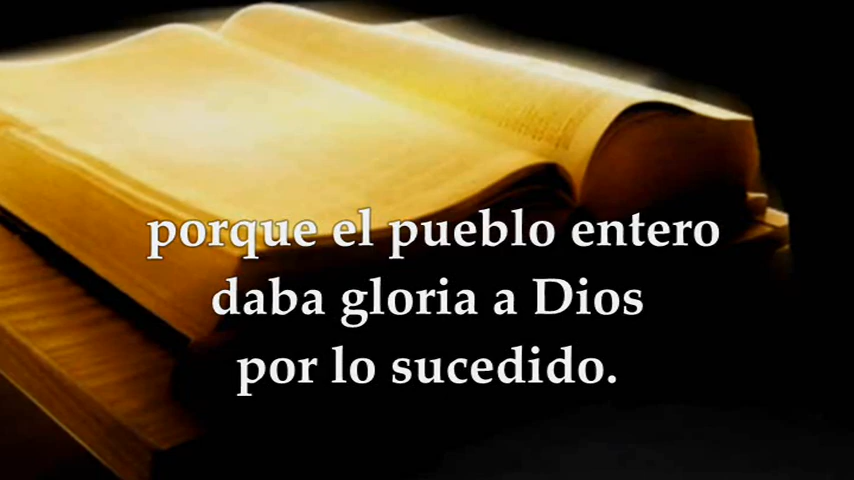 porque el pueblo entero
daba gloria a Dios
por lo sucedido.